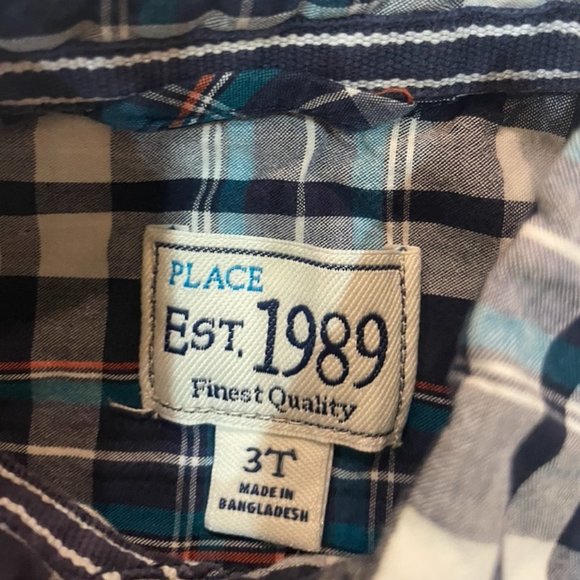 PLACE
EST. 1989
Finest Quality
3T
MADE IN
BANGLADESH